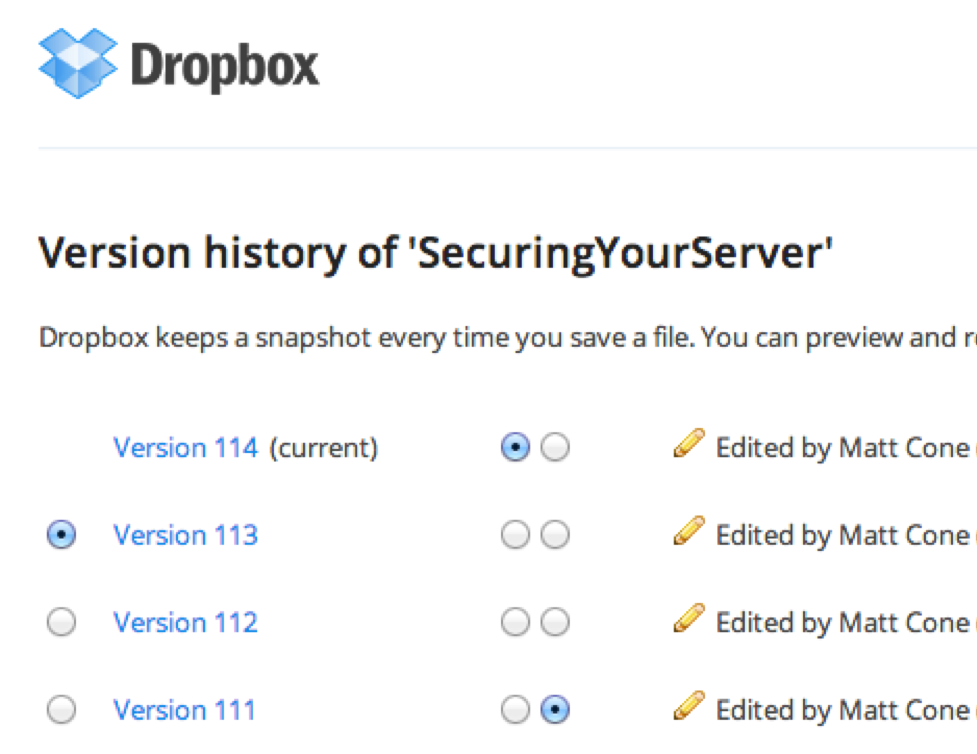 Dropbox
Version history of 'SecuringYourServer'
Dropbox keeps a snapshot every time you save a file. You can preview and
Version 114 (current) Edited by Matt Cone
Version 113 Edited by Matt Cone
Version 112 Edited by Matt Cone
Version 111 Edited by Matt Cone